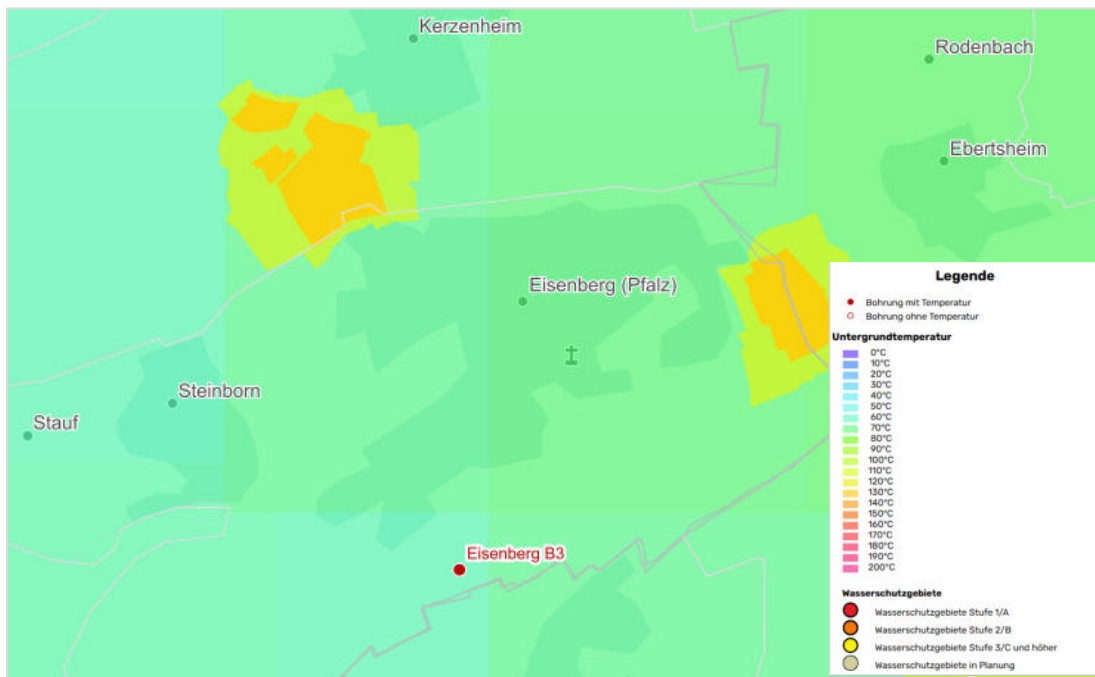 Kerzenheim
Rodenbach
Ebertsheim
Eisenberg (Pfalz)
Steinborn
Stauf
Eisenberg B3
Legende
Bohrung mit Temperatur
Bohrung ohne Temperatur
Untergrundtemperatur
0°C
10°C
20°C
30°C
40°C
50°C
60°C
70°C
80°C
90°C
100°C
110°C
120°C
130°C
140°C
150°C
160°C
170°C
180°C
190°C
200°C
Wasserschutzgebiete
Wasserschutzgebiete Stufe 1/A
Wasserschutzgebiete Stufe 2/B
Wasserschutzgebiete Stufe 3/C und höher
Wasserschutzgebiete in Planung